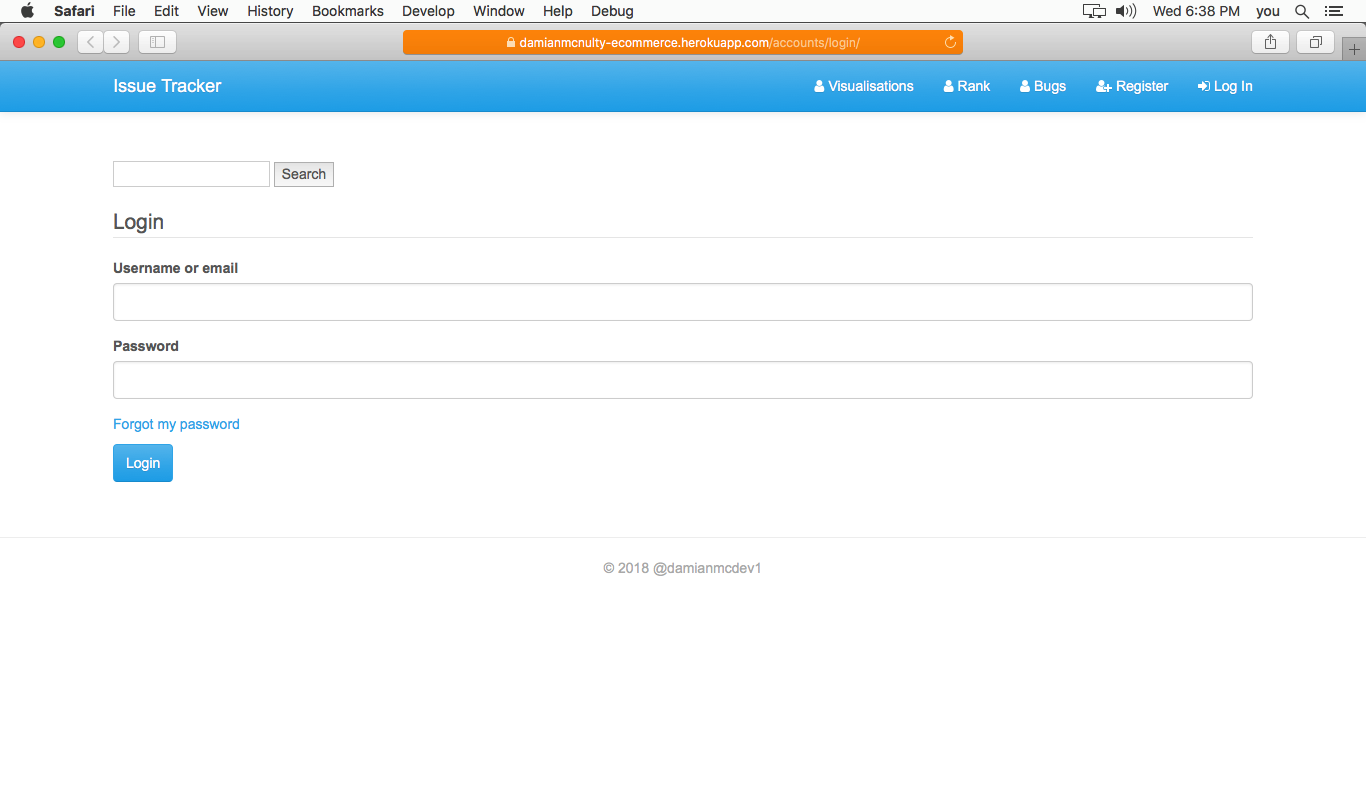 Safari File Edit View History Bookmarks Develop Window Help Debug Wed 6:38 PM you
damianmcnulty-ecommerce.herokuapp.com/accounts/login/
Issue Tracker Visualisations Rank Bugs Register Log In
Search
Login
Username or email
Password
Forgot my password
Login
© 2018 @damianmcdev1